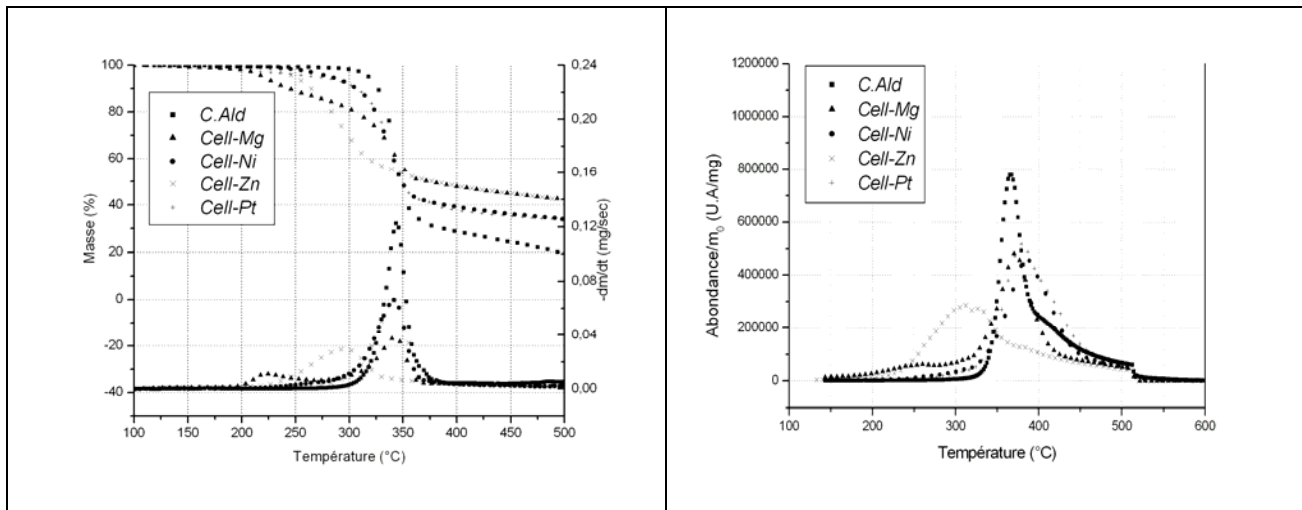 100
80
60
40
20
0
-20
-40
Masse (%)
C.Ald
Cell-Mg
Cell-Ni
Cell-Zn
Cell-Pt
0,24
0,20
0,16
0,12
0,08
0,04
0,00
-dm/dt (mg/sec)
100 150 200 250 300 350 400 450 500
Température (°C)
1200000
1000000
800000
600000
400000
200000
0
Abondance/m₀ (U.A/mg)
C.Ald
Cell-Mg
Cell-Ni
Cell-Zn
Cell-Pt
100 200 300 400 500 600
Température (°C)